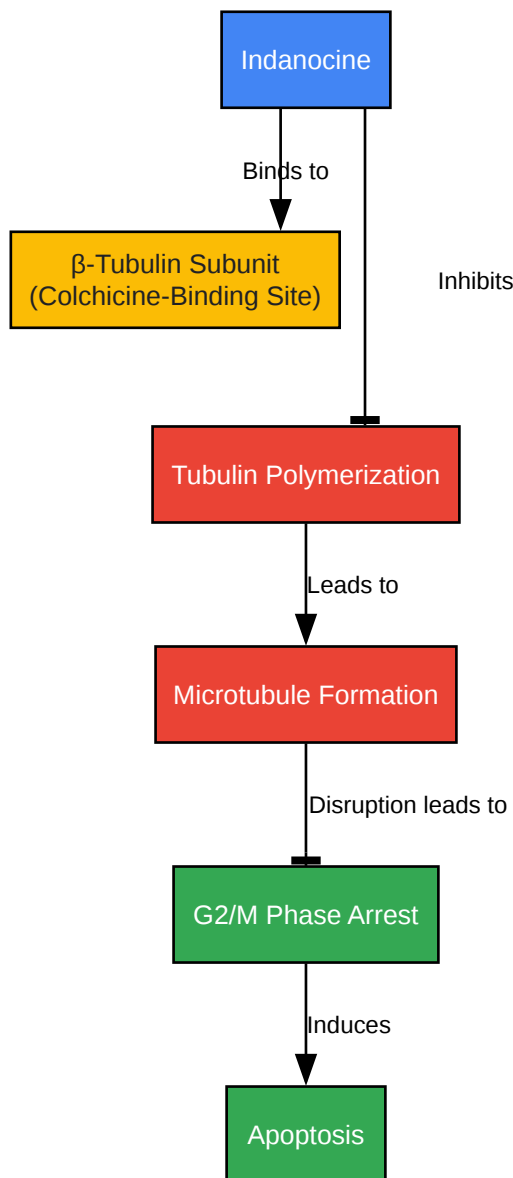 Indanocine
Binds to
β-Tubulin Subunit
(Colchicine-Binding Site)
Inhibits
Tubulin Polymerization
Leads to
Microtubule Formation
Disruption leads to
G2/M Phase Arrest
Induces
Apoptosis